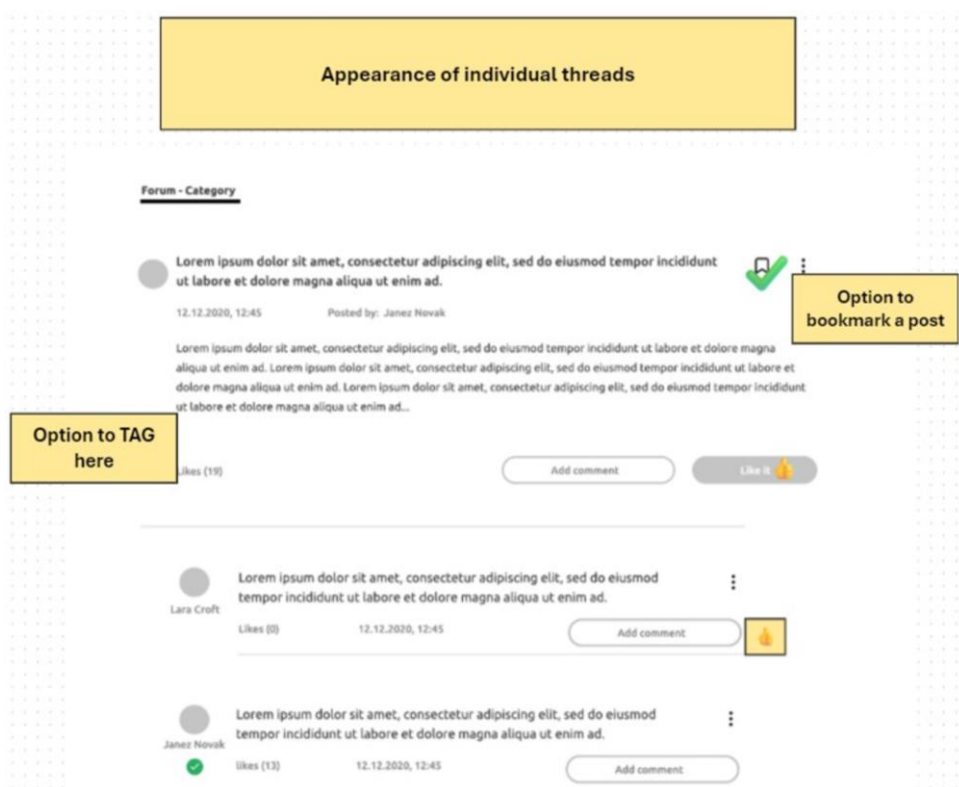 Appearance of individual threads
Forum - Category
Lorem ipsum dolor sit amet, consectetur adipiscing elit, sed do eiusmod tempor incididunt
ut labore et dolore magna aliqua ut enim ad.
12.12.2020, 12:45 Posted by: Janez Novak
Option to
bookmark a post
Lorem ipsum dolor sit amet, consectetur adipiscing elit, sed do eiusmod tempor incididunt ut labore et dolore magna
aliqua ut enim ad. Lorem ipsum dolor sit amet, consectetur adipiscing elit, sed do eiusmod tempor incididunt ut labore et
dolore magna aliqua ut enim ad. Lorem ipsum dolor sit amet, consectetur adipiscing elit, sed do eiusmod tempor incididunt
ut labore et dolore magna aliqua ut enim ad...
Option to TAG
here
Likes (19) Add comment Like it
Lorem ipsum dolor sit amet, consectetur adipiscing elit, sed do eiusmod
tempor incididunt ut labore et dolore magna aliqua ut enim ad.
Lara Croft
Likes (0) 12.12.2020, 12:45 Add comment
Lorem ipsum dolor sit amet, consectetur adipiscing elit, sed do eiusmod
tempor incididunt ut labore et dolore magna aliqua ut enim ad.
Janez Novak
likes (13) 12.12.2020, 12:45 Add comment